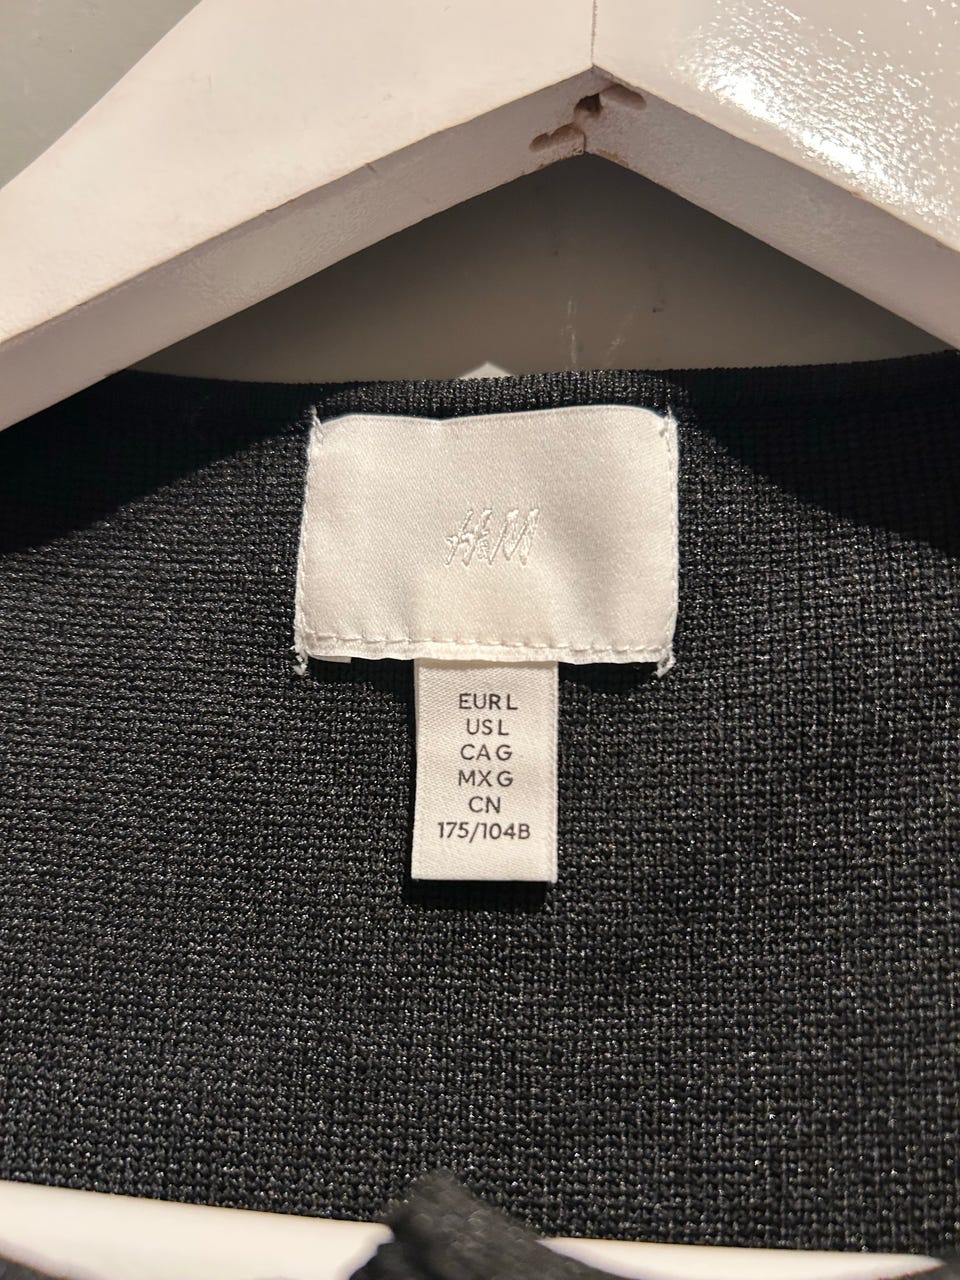 H&M
EUR L
US L
CA G
MX G
CN
175/104B